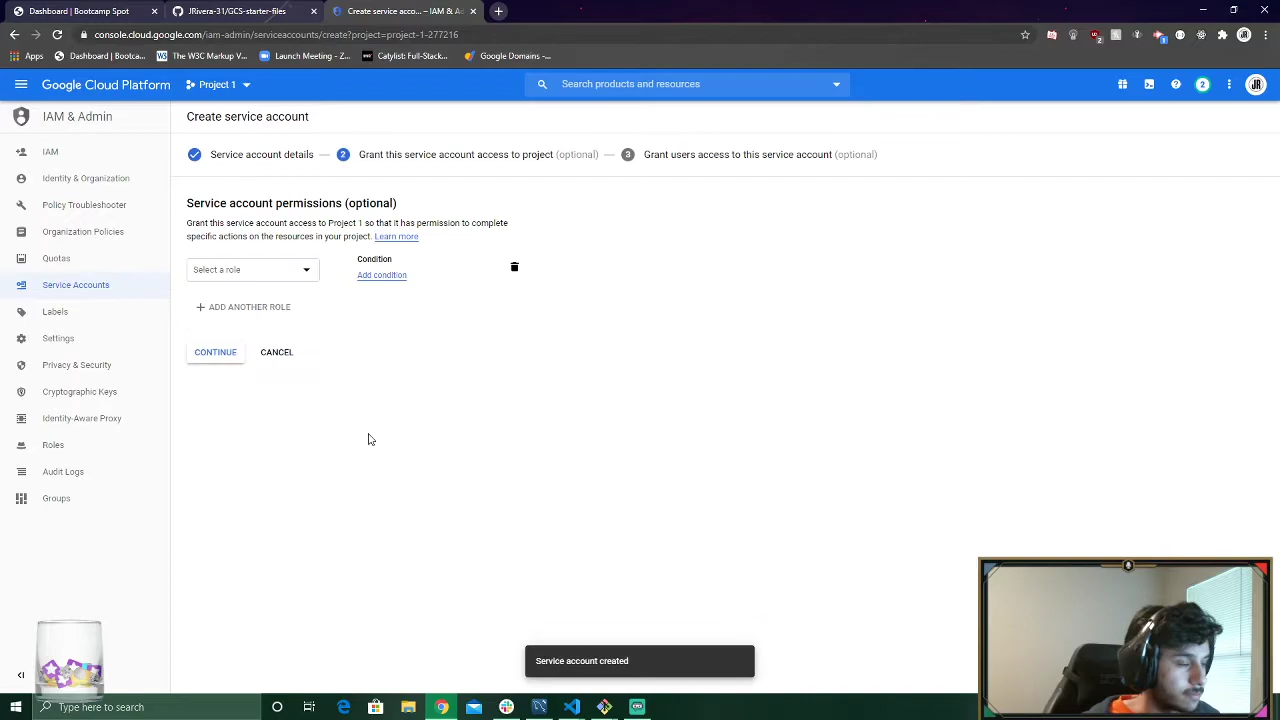 Dashboard | Bootcamp Spot
JRivera-31/GCS-starter-files
Create service accou... – IAM & Ac
console.cloud.google.com/iam-admin/serviceaccounts/create?project=project-1-277216
Apps
Dashboard | Bootca...
The W3C Markup V...
Launch Meeting - Z...
Catylist: Full-Stack...
Google Domains -...
Google Cloud Platform
Project 1
Search products and resources
2
JR
IAM & Admin
Create service account
Service account details — 2 Grant this service account access to project (optional) — 3 Grant users access to this service account (optional)
IAM
Identity & Organization
Policy Troubleshooter
Organization Policies
Quotas
Service Accounts
Labels
Settings
Privacy & Security
Cryptographic Keys
Identity-Aware Proxy
Roles
Audit Logs
Groups
Service account permissions (optional)
Grant this service account access to Project 1 so that it has permission to complete
specific actions on the resources in your project. Learn more
Select a role
Condition
Add condition
ADD ANOTHER ROLE
CONTINUE
CANCEL
Service account created
Type here to search